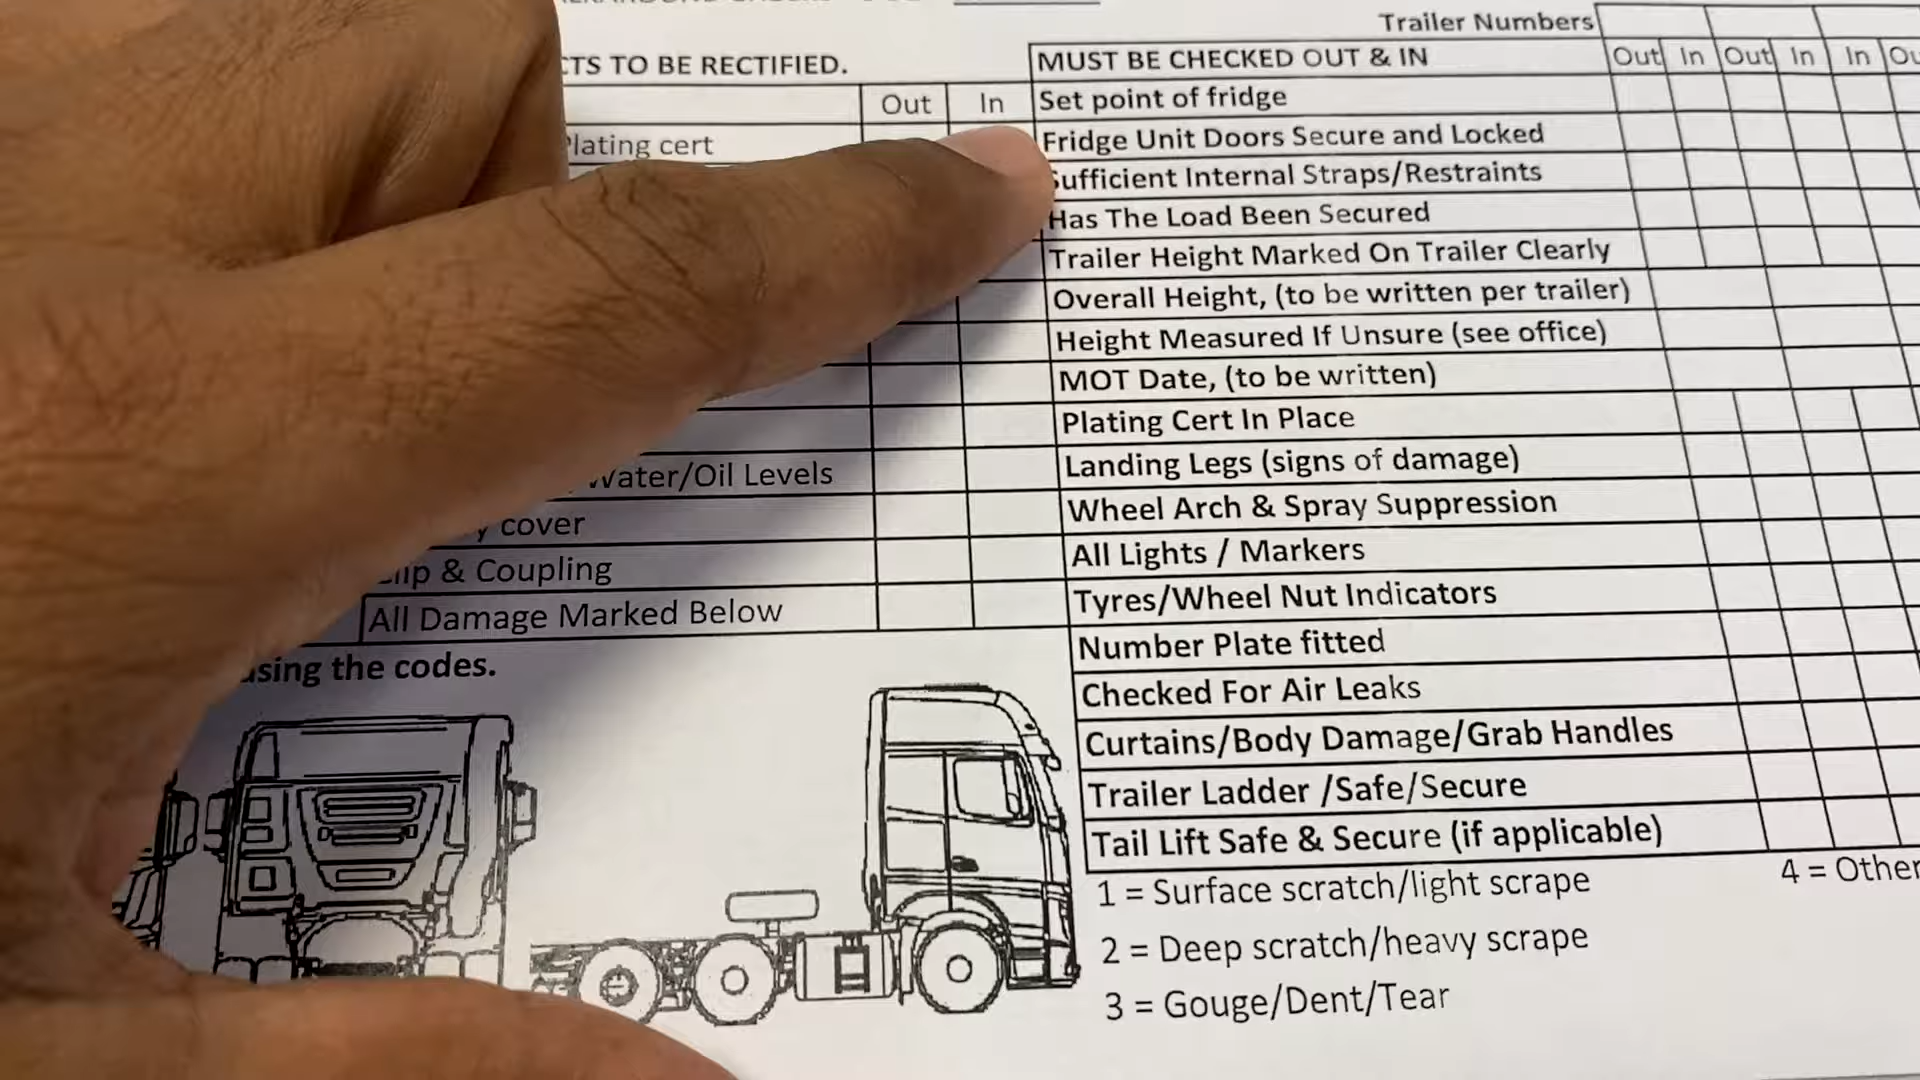 TS TO BE RECTIFIED.
Out In
Plating cert
Water/Oil Levels
cover
& Coupling
All Damage Marked Below
using the codes.
Trailer Numbers
MUST BE CHECKED OUT & IN Out In Out In In Ou
Set point of fridge
Fridge Unit Doors Secure and Locked
Sufficient Internal Straps/Restraints
Has The Load Been Secured
Trailer Height Marked On Trailer Clearly
Overall Height, (to be written per trailer)
Height Measured If Unsure (see office)
MOT Date, (to be written)
Plating Cert In Place
Landing Legs (signs of damage)
Wheel Arch & Spray Suppression
All Lights / Markers
Tyres/Wheel Nut Indicators
Number Plate fitted
Checked For Air Leaks
Curtains/Body Damage/Grab Handles
Trailer Ladder /Safe/Secure
Tail Lift Safe & Secure (if applicable)
1 = Surface scratch/light scrape 4 = Other
2 = Deep scratch/heavy scrape
3 = Gouge/Dent/Tear